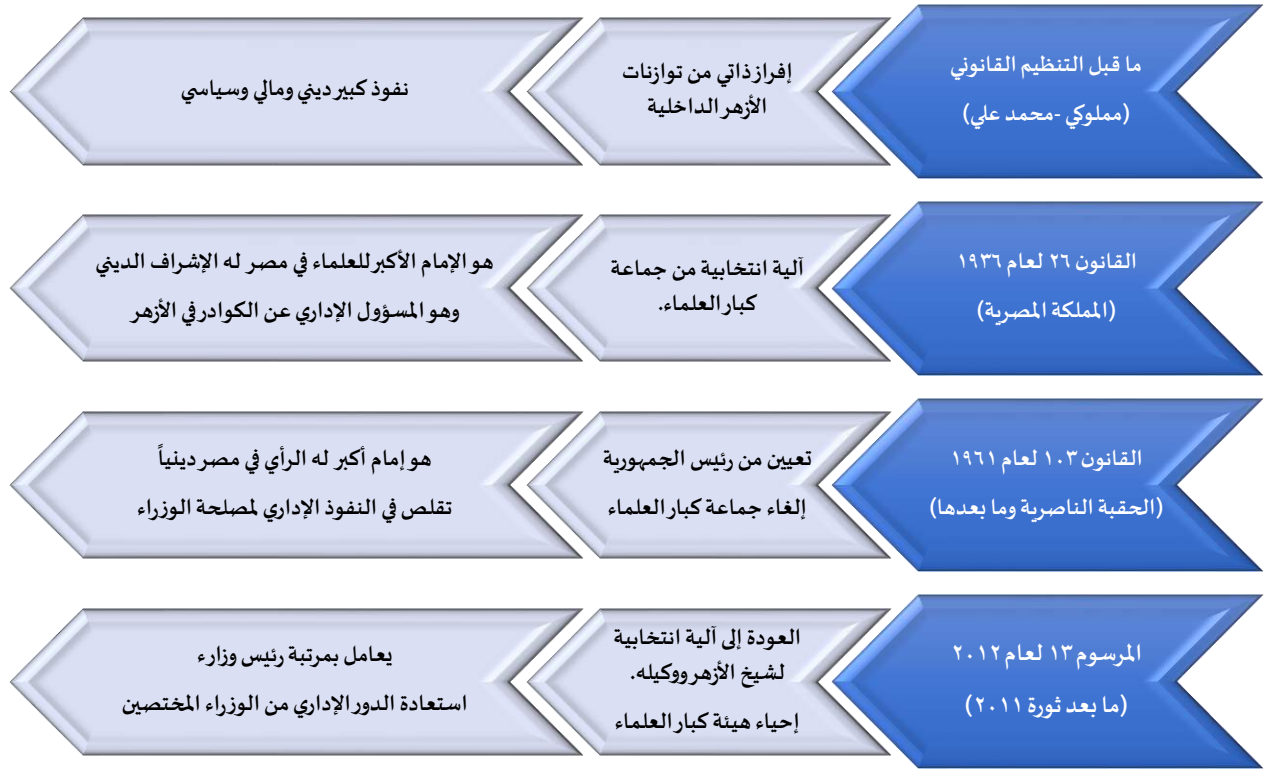 ما قبل التنظيم القانوني
(مملوكي -محمد علي)
إفراز ذاتي من توازنات
الأزهر الداخلية
نفوذ كبير ديني ومالي وسياسي
القانون ٢٦ لعام ١٩٣٦
(المملكة المصرية)
آلية انتخابية من جماعة
كبار العلماء.
هو الإمام الأكبر للعلماء في مصر له الإشراف الديني
وهو المسؤول الإداري عن الكوادر في الأزهر
القانون ١٠٣ لعام ١٩٦١
(الحقبة الناصرية وما بعدها)
تعيين من رئيس الجمهورية
إلغاء جماعة كبار العلماء
هو إمام أكبر له الرأي في مصر دينياً
تقلص في النفوذ الإداري لمصلحة الوزراء
المرسوم ١٣ لعام ٢٠١٢
(ما بعد ثورة ٢٠١١)
العودة إلى آلية انتخابية
لشيخ الأزهر ووكيله.
إحياء هيئة كبار العلماء
يعامل بمرتبة رئيس وزارء
استعادة الدور الإداري من الوزراء المختصين